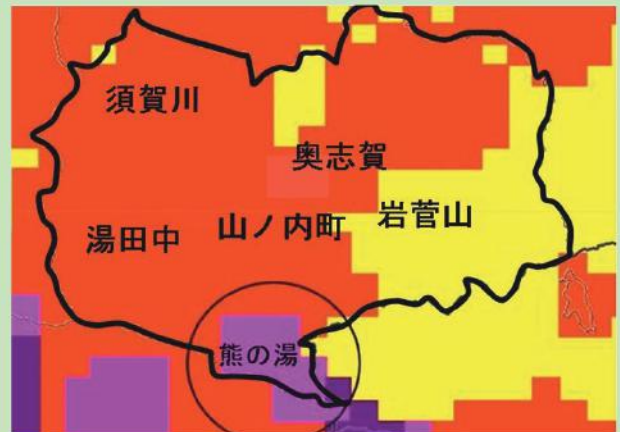 須賀川
奥志賀
湯田中
山ノ内町
岩菅山
熊の湯